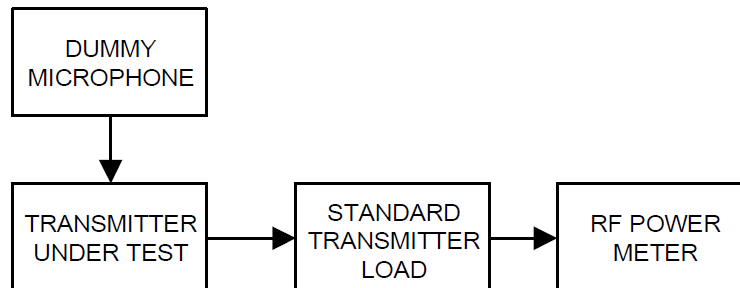 DUMMY
MICROPHONE
TRANSMITTER
UNDER TEST
STANDARD
TRANSMITTER
LOAD
RF POWER
METER